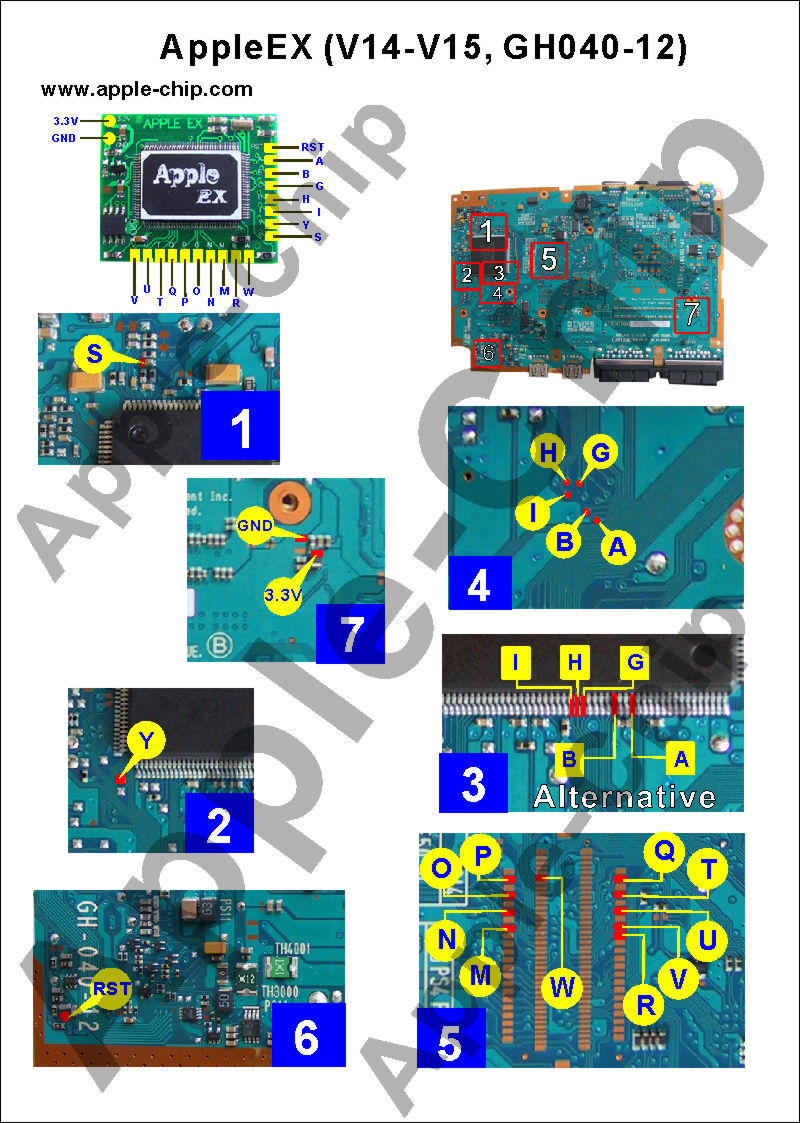 AppleEX (V14-V15, GH040-12)
www.apple-chip.com
3.3V
GND
APPLE EX
Apple
EX
RST
A
B
G
H
I
Y
S
V
U
T
Q
P
O
N
M
R
W
1
2
3
4
5
6
7
S
1
H
G
I
B
A
4
GND
3.3V
B
7
I
H
G
B
A
3
Alternative
Y
2
O
P
Q
T
N
M
W
U
V
R
5
RST
TH4001
TH3000
6
Apple-chip
Apple-chip
Apple-chip